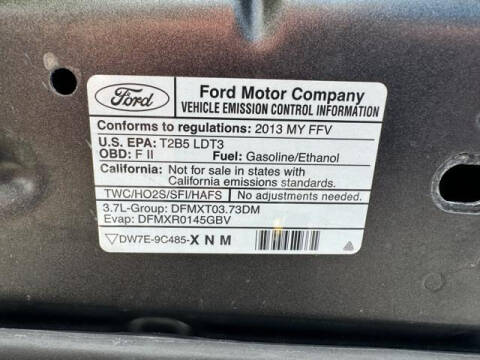 Ford
Ford Motor Company
VEHICLE EMISSION CONTROL INFORMATION
Conforms to regulations: 2013 MY FFV
U.S. EPA: T2B5 LDT3
OBD: F II Fuel: Gasoline/Ethanol
California: Not for sale in states with
California emissions standards.
TWC/HO2S/SFI/HAFS No adjustments needed.
3.7L-Group: DFMXT03.73DM
Evap: DFMXR0145GBV
DW7E-9C485-X N M